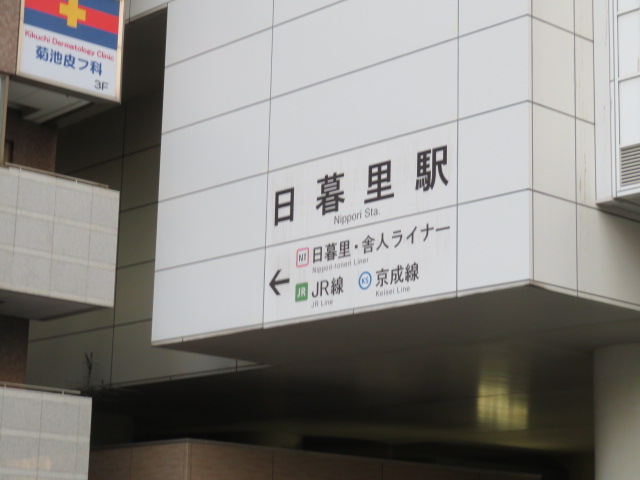 Kikuchi Dermatology Clinic
菊池皮フ科
3F
日暮里駅
Nippori Sta.
NT 日暮里・舎人ライナー
Nippori-toneri Liner
← JR JR線 KS 京成線
JR Line Keisei Line